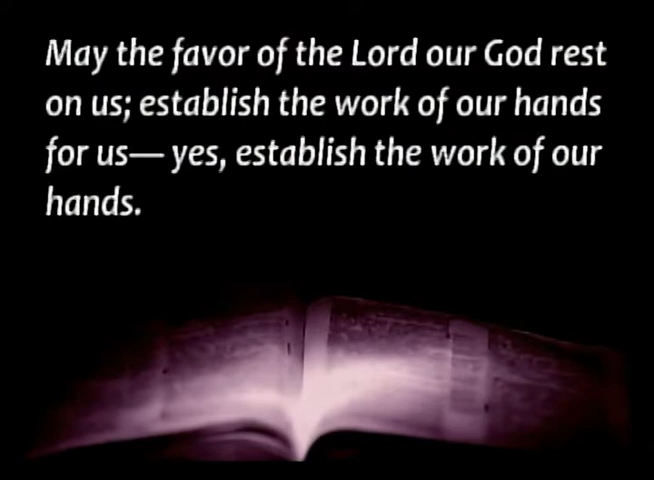 May the favor of the Lord our God rest
on us; establish the work of our hands
for us— yes, establish the work of our
hands.